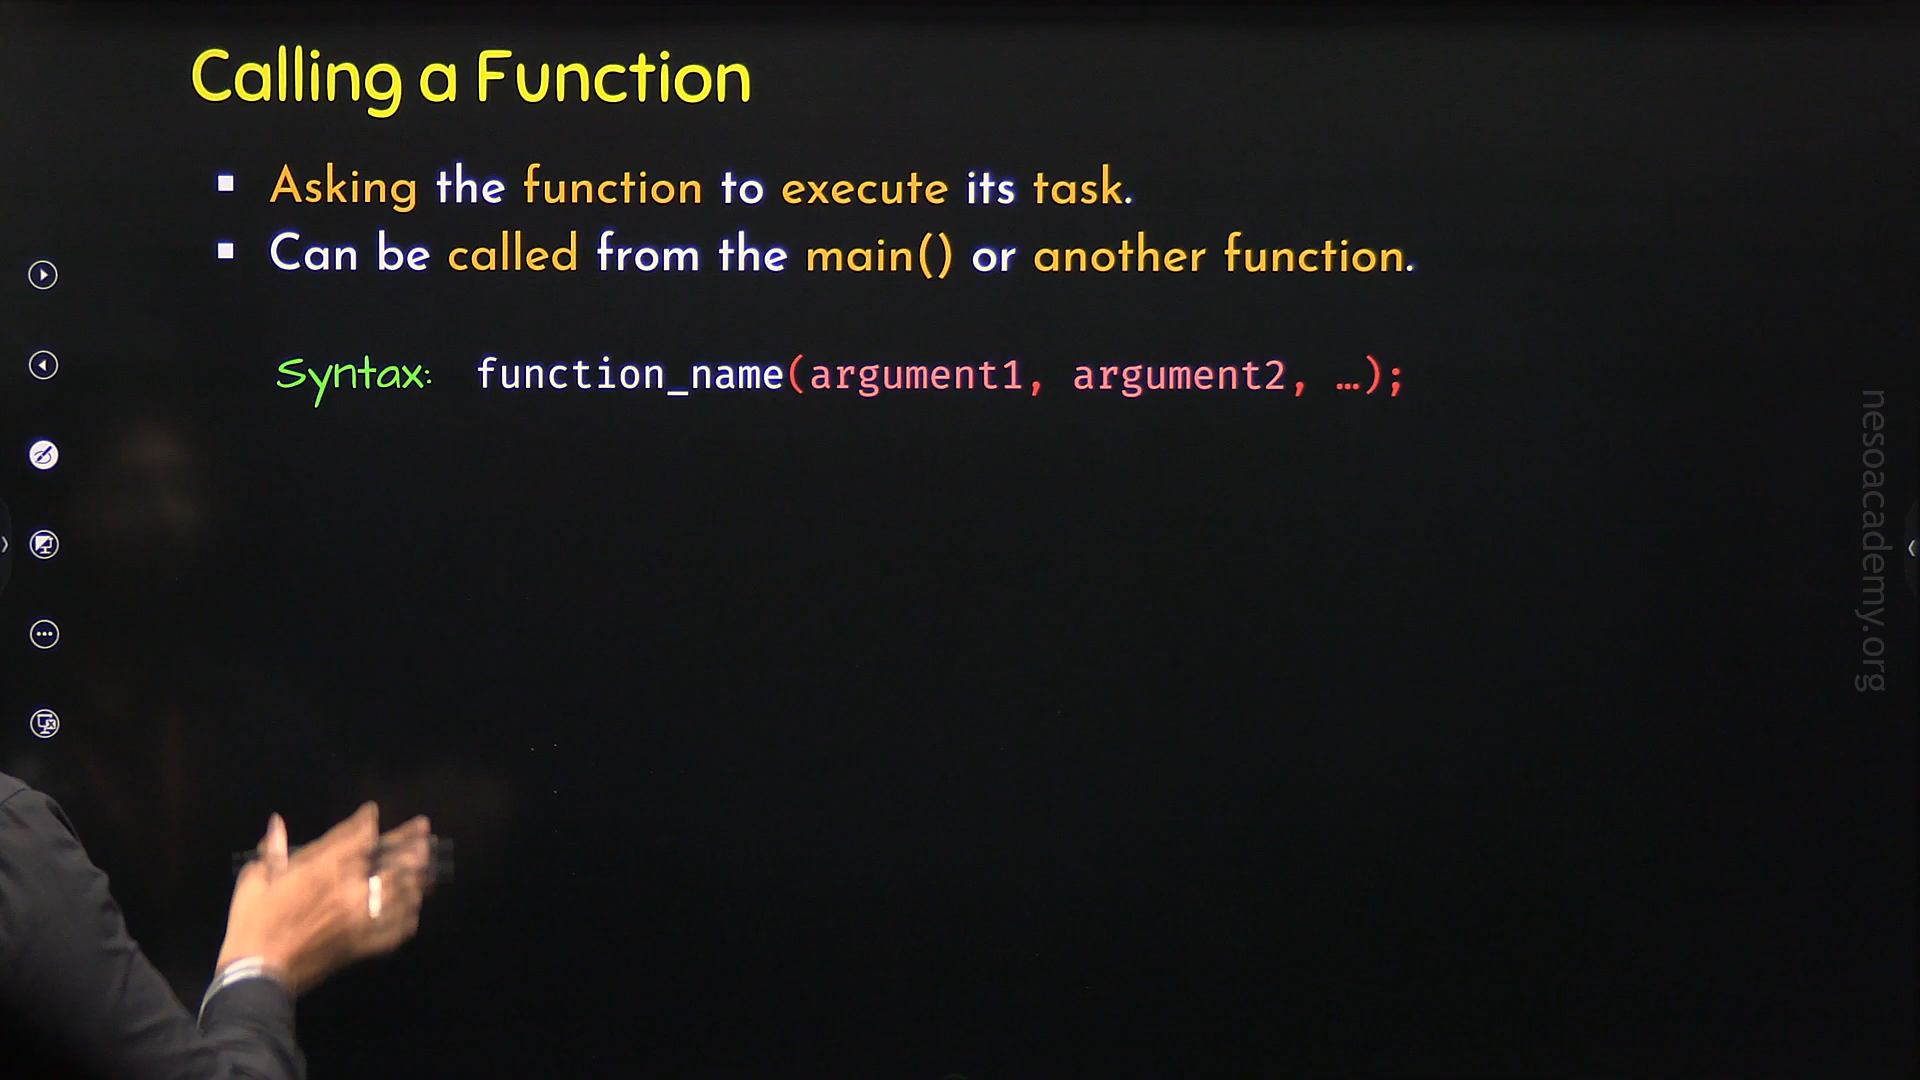 Calling a Function
▪ Asking the function to execute its task.
▪ Can be called from the main() or another function.
Syntax: function_name(argument1, argument2, …);
nesoacademy.org